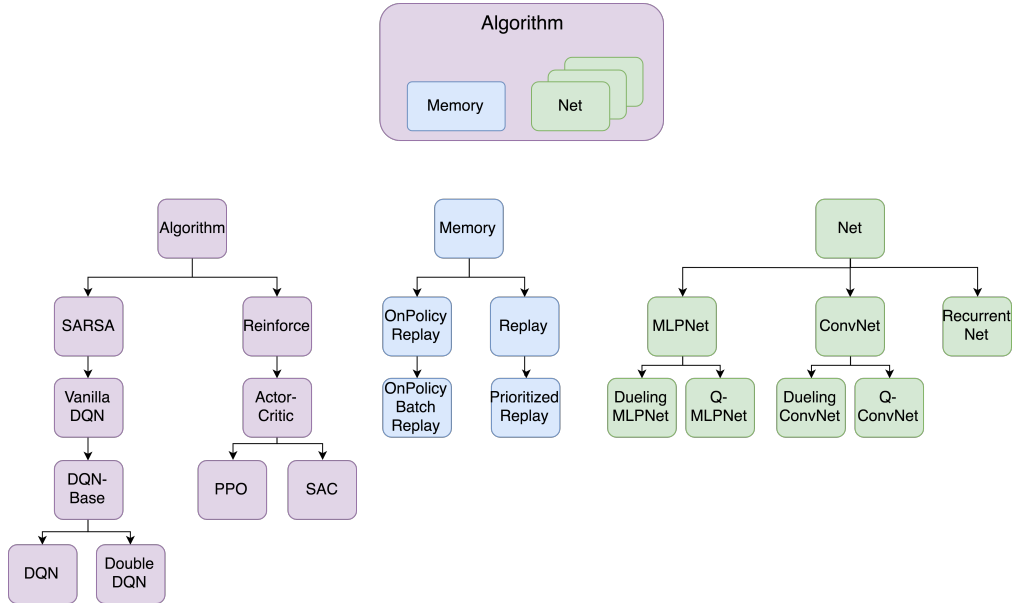 Algorithm
Memory
Net
Algorithm
Memory
Net
SARSA
Reinforce
OnPolicy
Replay
Replay
MLPNet
ConvNet
Recurrent
Net
Vanilla
DQN
Actor-
Critic
OnPolicy
Batch
Replay
Prioritized
Replay
Dueling
MLPNet
Q-
MLPNet
Dueling
ConvNet
Q-
ConvNet
DQN-
Base
PPO
SAC
DQN
Double
DQN